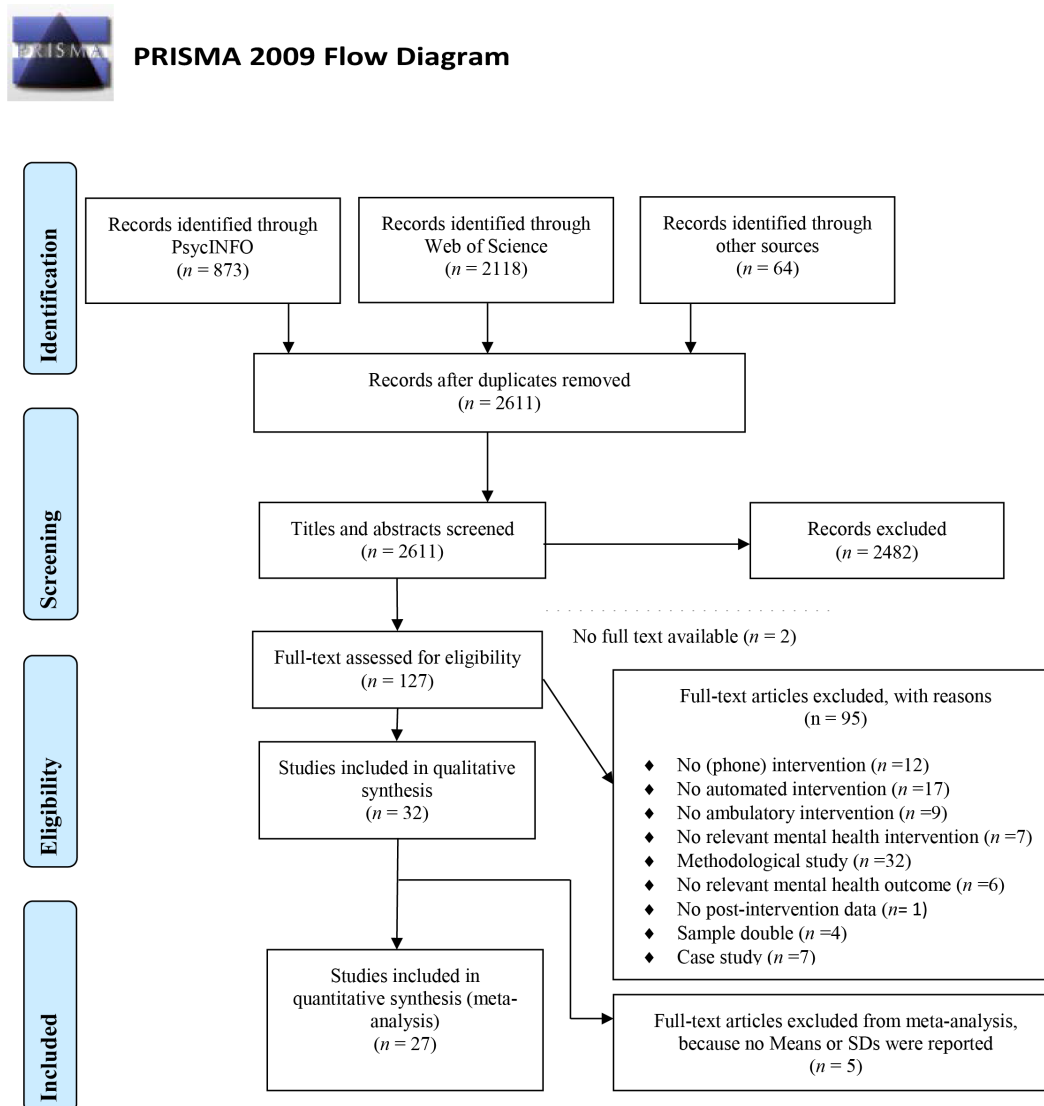 PRISMA
PRISMA 2009 Flow Diagram
Identification
Records identified through
PsycINFO
(n = 873)
Records identified through
Web of Science
(n = 2118)
Records identified through
other sources
(n = 64)
Records after duplicates removed
(n = 2611)
Screening
Titles and abstracts screened
(n = 2611)
Records excluded
(n = 2482)
No full text available (n = 2)
Eligibility
Full-text assessed for eligibility
(n = 127)
Full-text articles excluded, with reasons
(n = 95)
♦ No (phone) intervention (n =12)
♦ No automated intervention (n =17)
♦ No ambulatory intervention (n =9)
♦ No relevant mental health intervention (n =7)
♦ Methodological study (n =32)
♦ No relevant mental health outcome (n =6)
♦ No post-intervention data (n= 1)
♦ Sample double (n =4)
♦ Case study (n =7)
Studies included in qualitative
synthesis
(n = 32)
Included
Studies included in
quantitative synthesis (meta-
analysis)
(n = 27)
Full-text articles excluded from meta-analysis,
because no Means or SDs were reported
(n = 5)